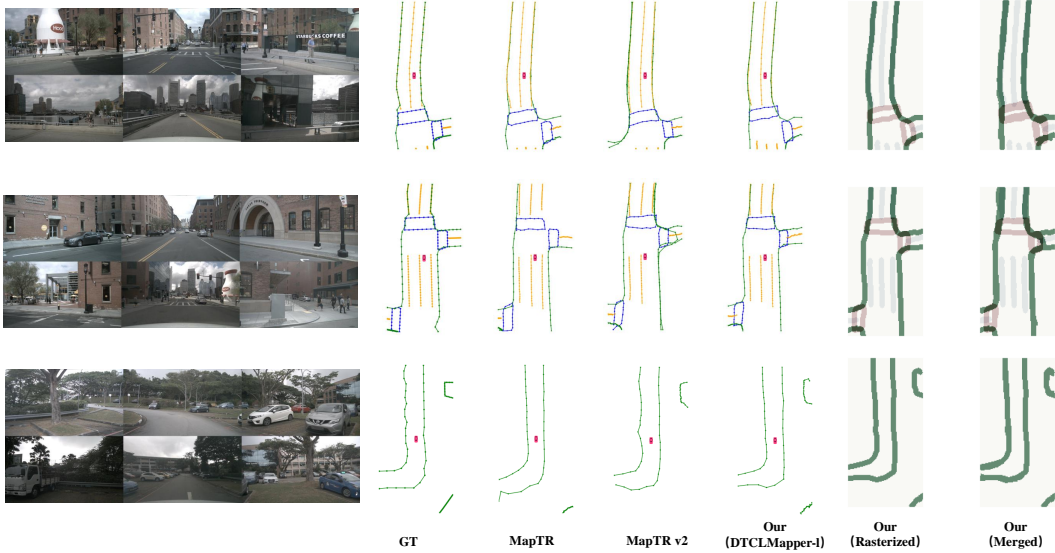 STARBUCKS COFFEE
GT
MapTR
MapTR v2
Our
(DTCLMapper-l)
Our
(Rasterized)
Our
(Merged)